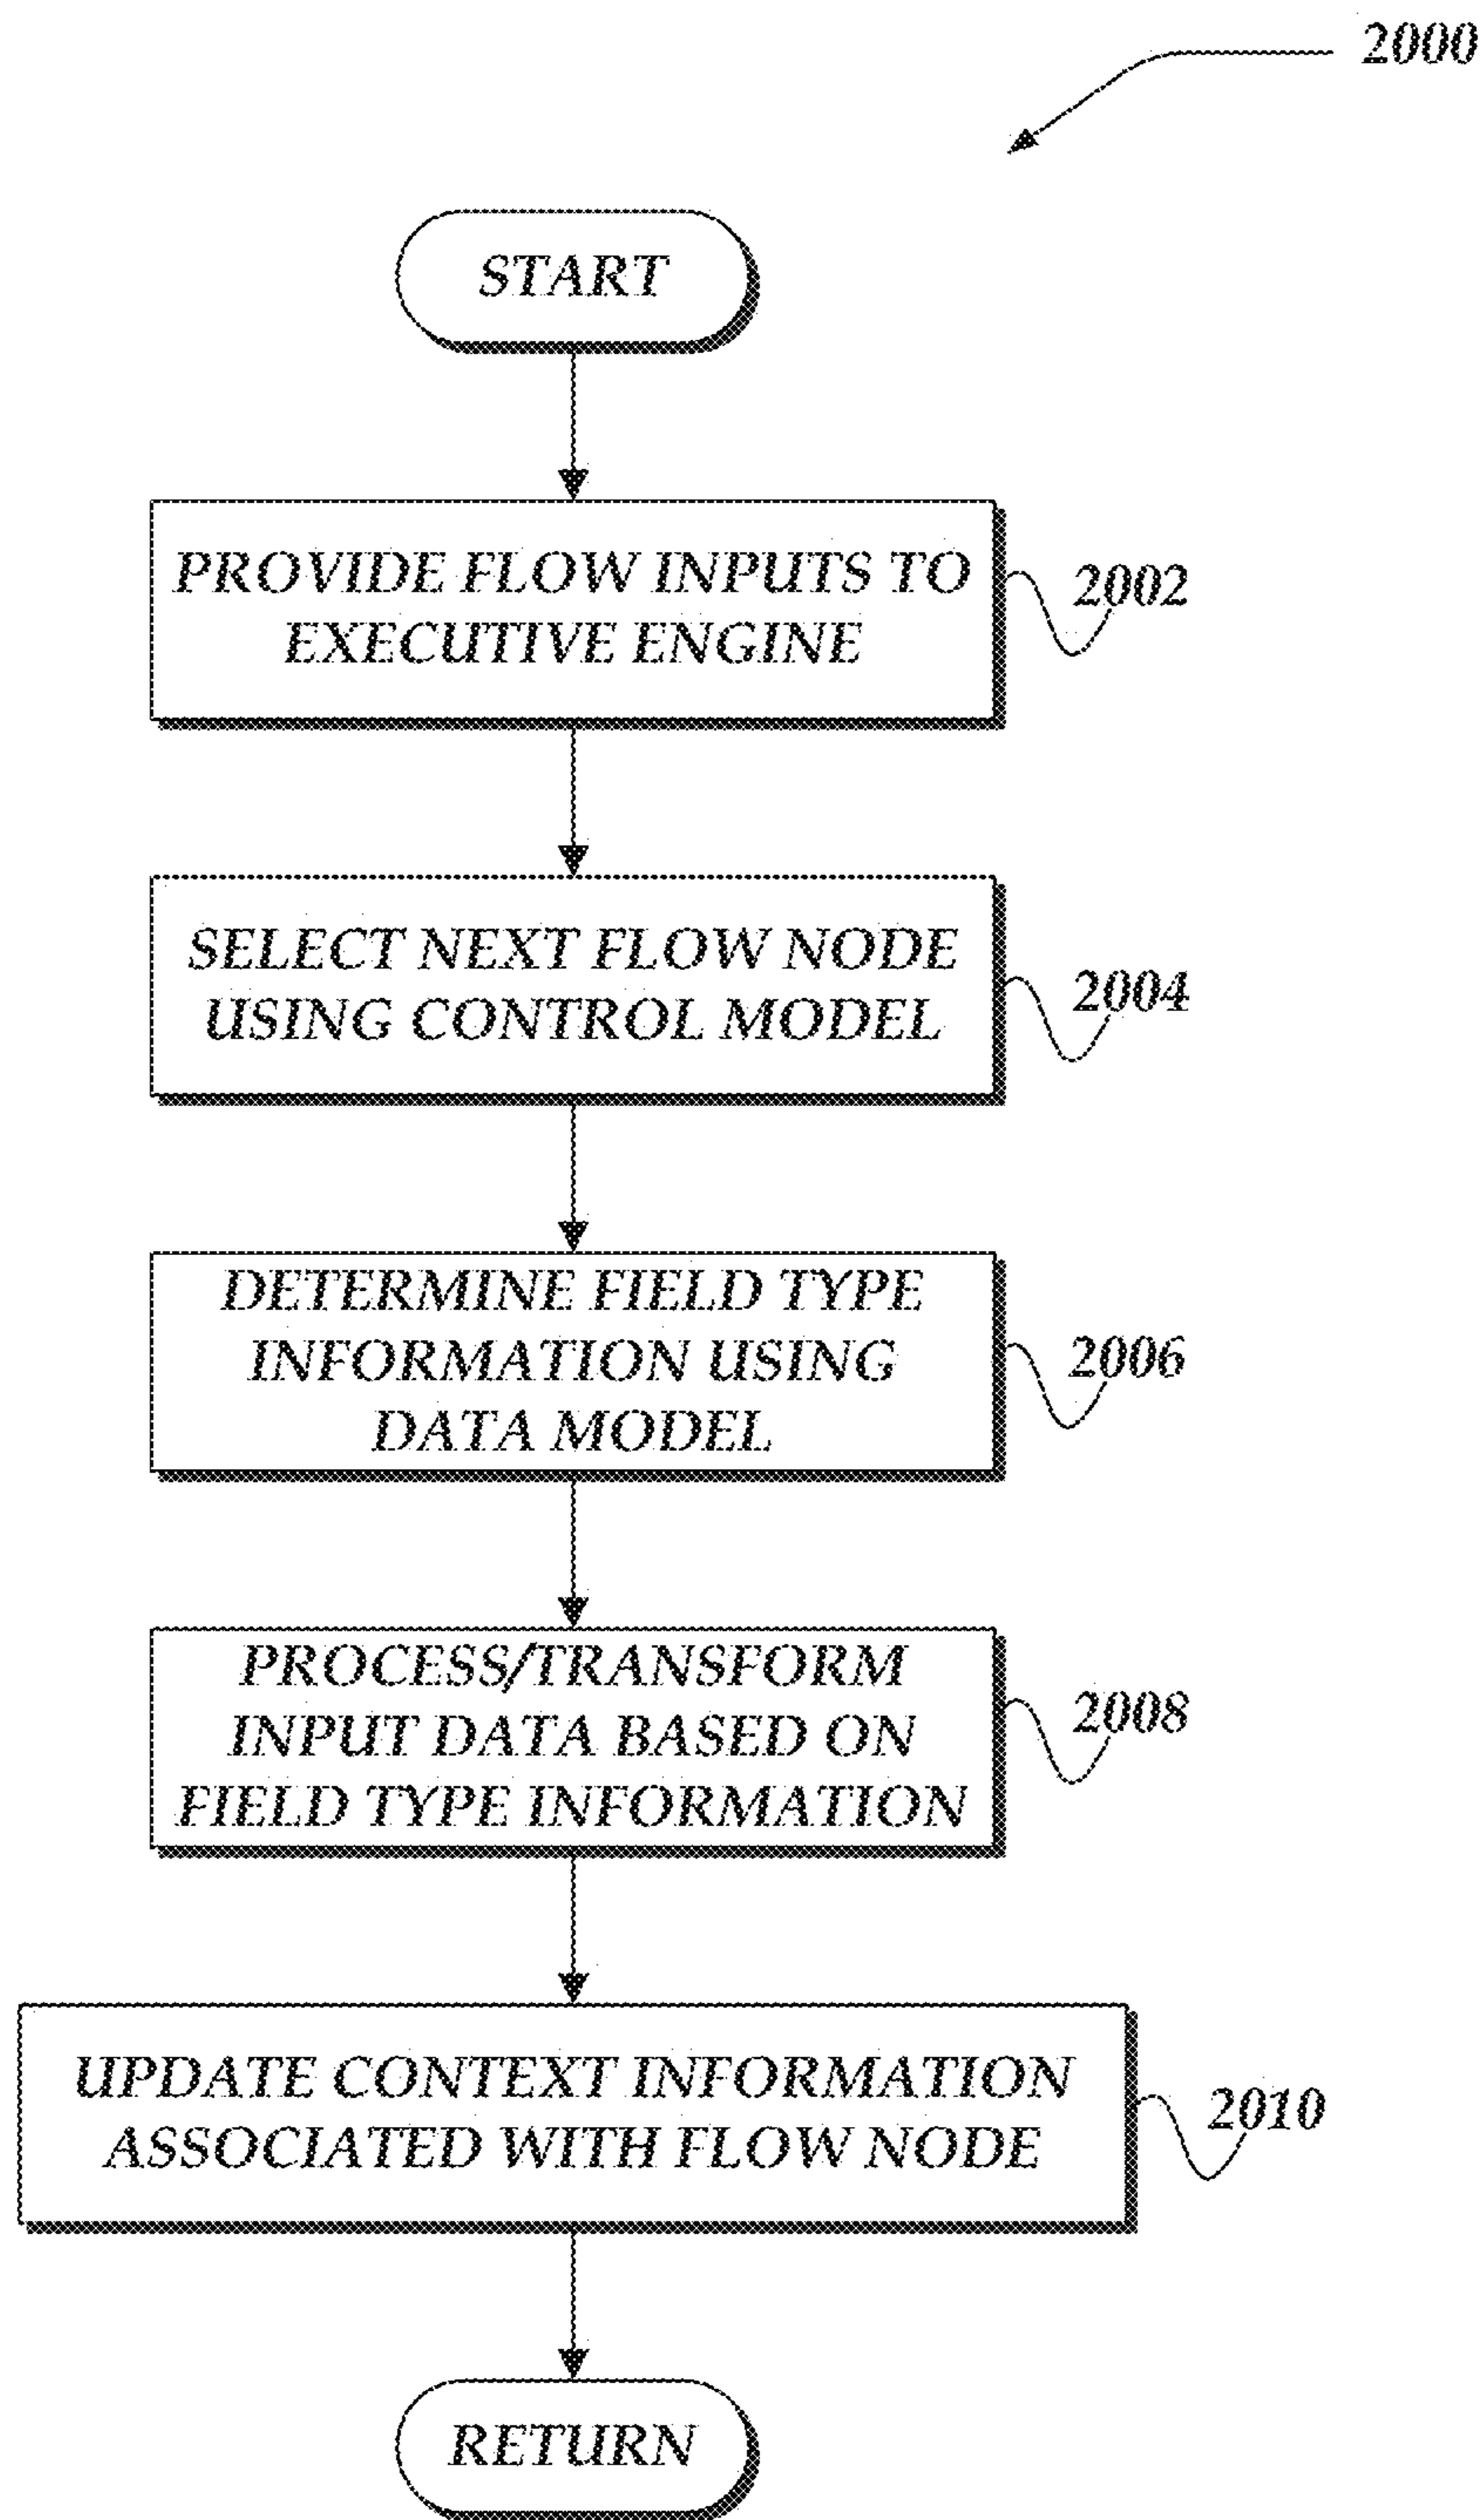 2000
START
PROVIDE FLOW INPUTS TO
EXECUTIVE ENGINE
2002
SELECT NEXT FLOW NODE
USING CONTROL MODEL
2004
DETERMINE FIELD TYPE
INFORMATION USING
DATA MODEL
2006
PROCESS/TRANSFORM
INPUT DATA BASED ON
FIELD TYPE INFORMATION
2008
UPDATE CONTEXT INFORMATION
ASSOCIATED WITH FLOW NODE
2010
RETURN